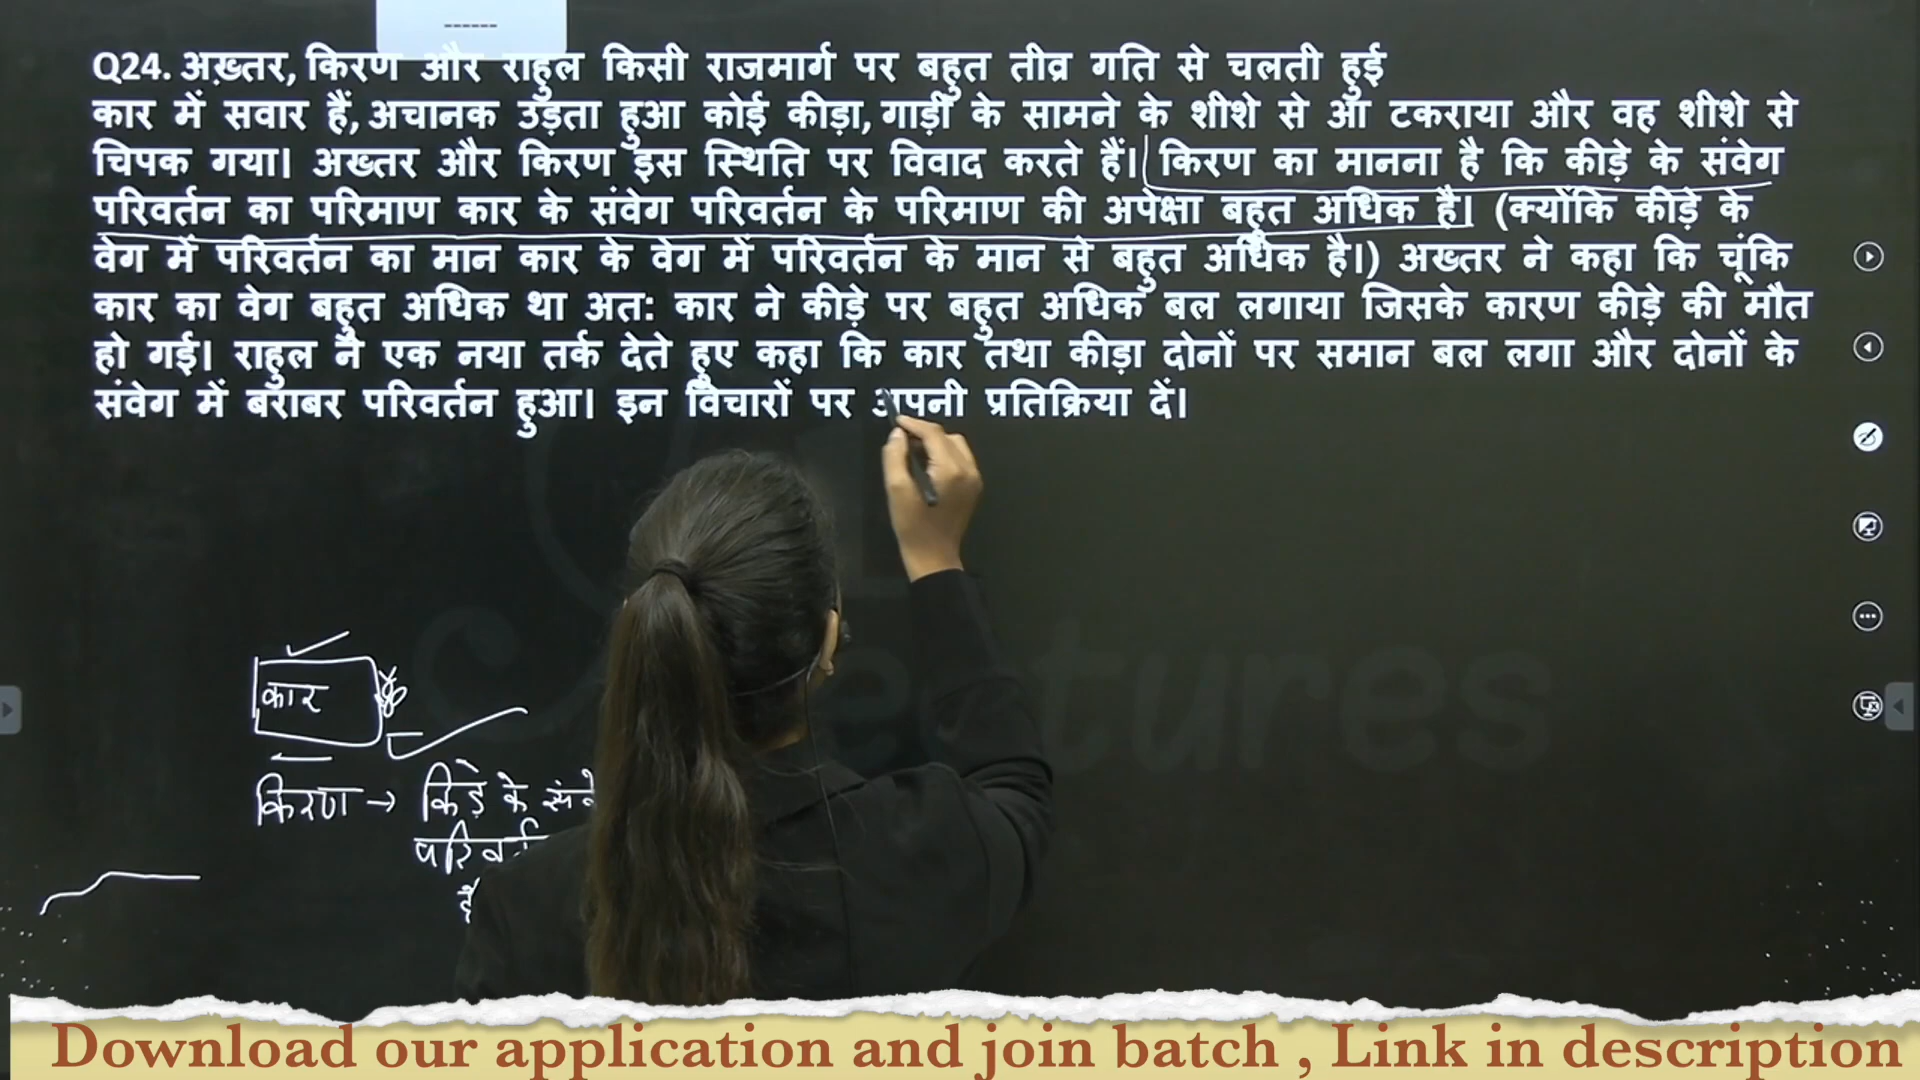 ------
Q24. अख़्तर, किरण और राहुल किसी राजमार्ग पर बहुत तीव्र गति से चलती हुई
कार में सवार हैं, अचानक उड़ता हुआ कोई कीड़ा, गाड़ी के सामने के शीशे से आ टकराया और वह शीशे से
चिपक गया। अख्तर और किरण इस स्थिति पर विवाद करते हैं। किरण का मानना है कि कीड़े के संवेग
परिवर्तन का परिमाण कार के संवेग परिवर्तन के परिमाण की अपेक्षा बहुत अधिक है। (क्योंकि कीड़े के
वेग में परिवर्तन का मान कार के वेग में परिवर्तन के मान से बहुत अधिक है।) अख्तर ने कहा कि चूंकि
कार का वेग बहुत अधिक था अत: कार ने कीड़े पर बहुत अधिक बल लगाया जिसके कारण कीड़े की मौत
हो गई। राहुल ने एक नया तर्क देते हुए कहा कि कार तथा कीड़ा दोनों पर समान बल लगा और दोनों के
संवेग में बराबर परिवर्तन हुआ। इन विचारों पर अपनी प्रतिक्रिया दें।
कार
किरण → किड़े के
Download our application and join batch , Link in description